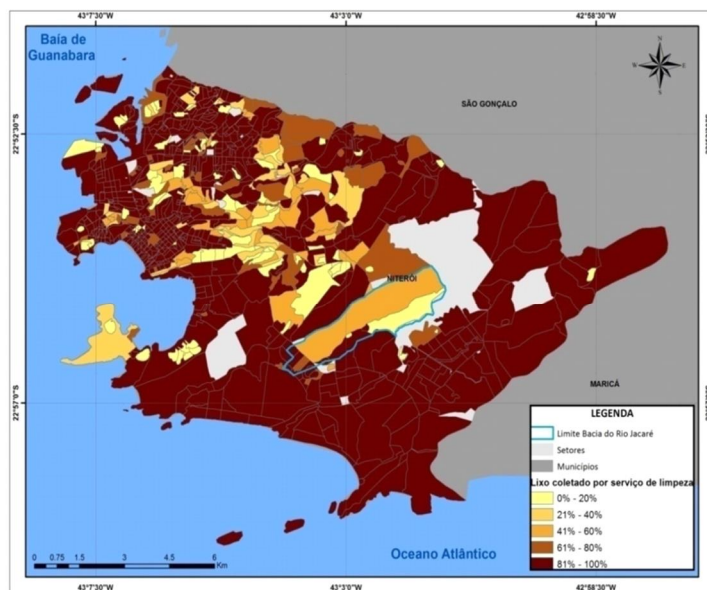 43°7'30"W
43°3'0"W
42°58'30"W
Baía de
Guanabara
N
W
E
S
SÃO GONÇALO
22°52'30"S
NITERÓI
MARICÁ
22°57'0"S
LEGENDA
Limite Bacia do Rio Jacaré
Setores
Municípios
Lixo coletado por serviço de limpeza
0% - 20%
21% - 40%
41% - 60%
61% - 80%
81% - 100%
Oceano Atlântico
0 0.75 1.5 3 4.5 6
Km
43°7'30"W
43°3'0"W
42°58'30"W